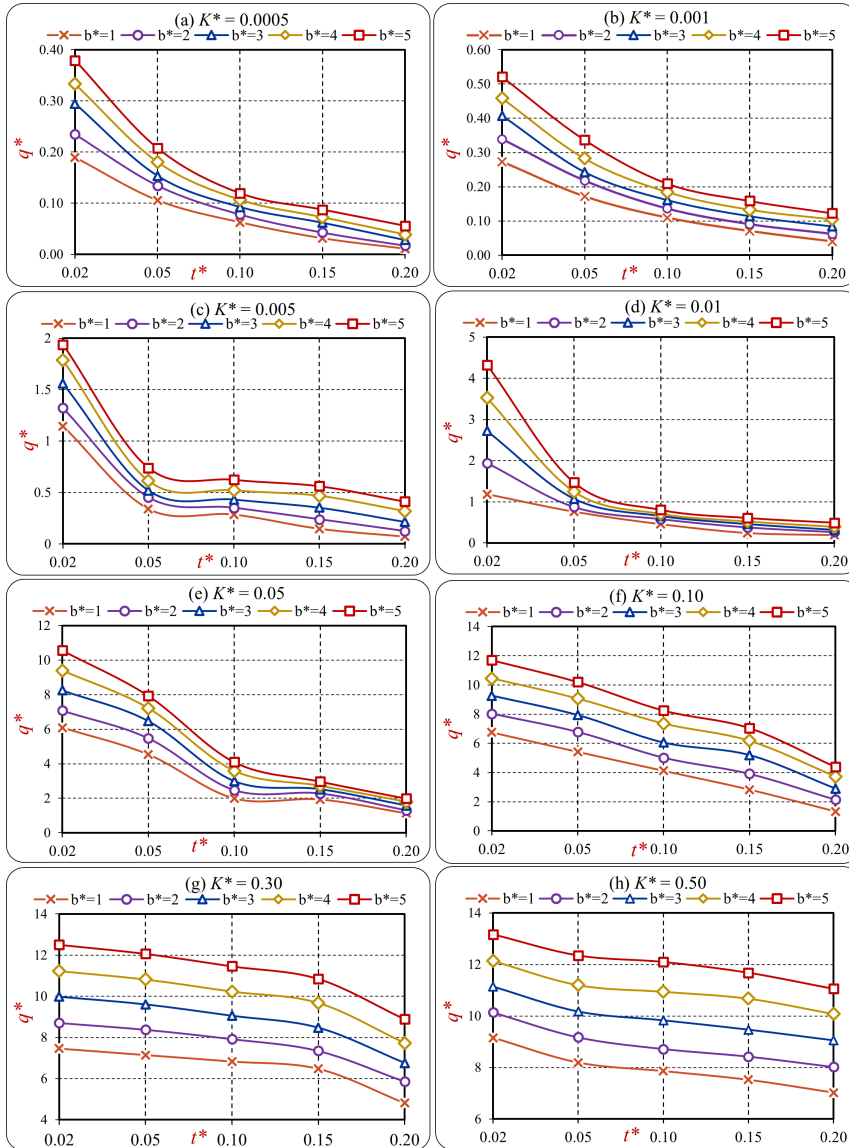 (a) K* = 0.0005
b*=1 b*=2 b*=3 b*=4 b*=5
0.40
0.30
0.20
0.10
0.00
q*
0.02 0.05 0.10 0.15 0.20
t*
(b) K* = 0.001
b*=1 b*=2 b*=3 b*=4 b*=5
0.60
0.50
0.40
0.30
0.20
0.10
0.00
q*
0.02 0.05 0.10 0.15 0.20
t*
(c) K* = 0.005
b*=1 b*=2 b*=3 b*=4 b*=5
2
1.5
1
0.5
0
q*
0.02 0.05 0.10 0.15 0.20
t*
(d) K* = 0.01
b*=1 b*=2 b*=3 b*=4 b*=5
5
4
3
2
1
0
q*
0.02 0.05 0.10 0.15 0.20
t*
(e) K* = 0.05
b*=1 b*=2 b*=3 b*=4 b*=5
12
10
8
6
4
2
0
q*
0.02 0.05 0.10 0.15 0.20
t*
(f) K* = 0.10
b*=1 b*=2 b*=3 b*=4 b*=5
14
12
10
8
6
4
2
0
q*
0.02 0.05 0.10 0.15 0.20
t*
(g) K* = 0.30
b*=1 b*=2 b*=3 b*=4 b*=5
14
12
10
8
6
4
q*
0.02 0.05 0.10 0.15 0.20
t*
(h) K* = 0.50
b*=1 b*=2 b*=3 b*=4 b*=5
14
12
10
8
6
q*
0.02 0.05 0.10 0.15 0.20
t*